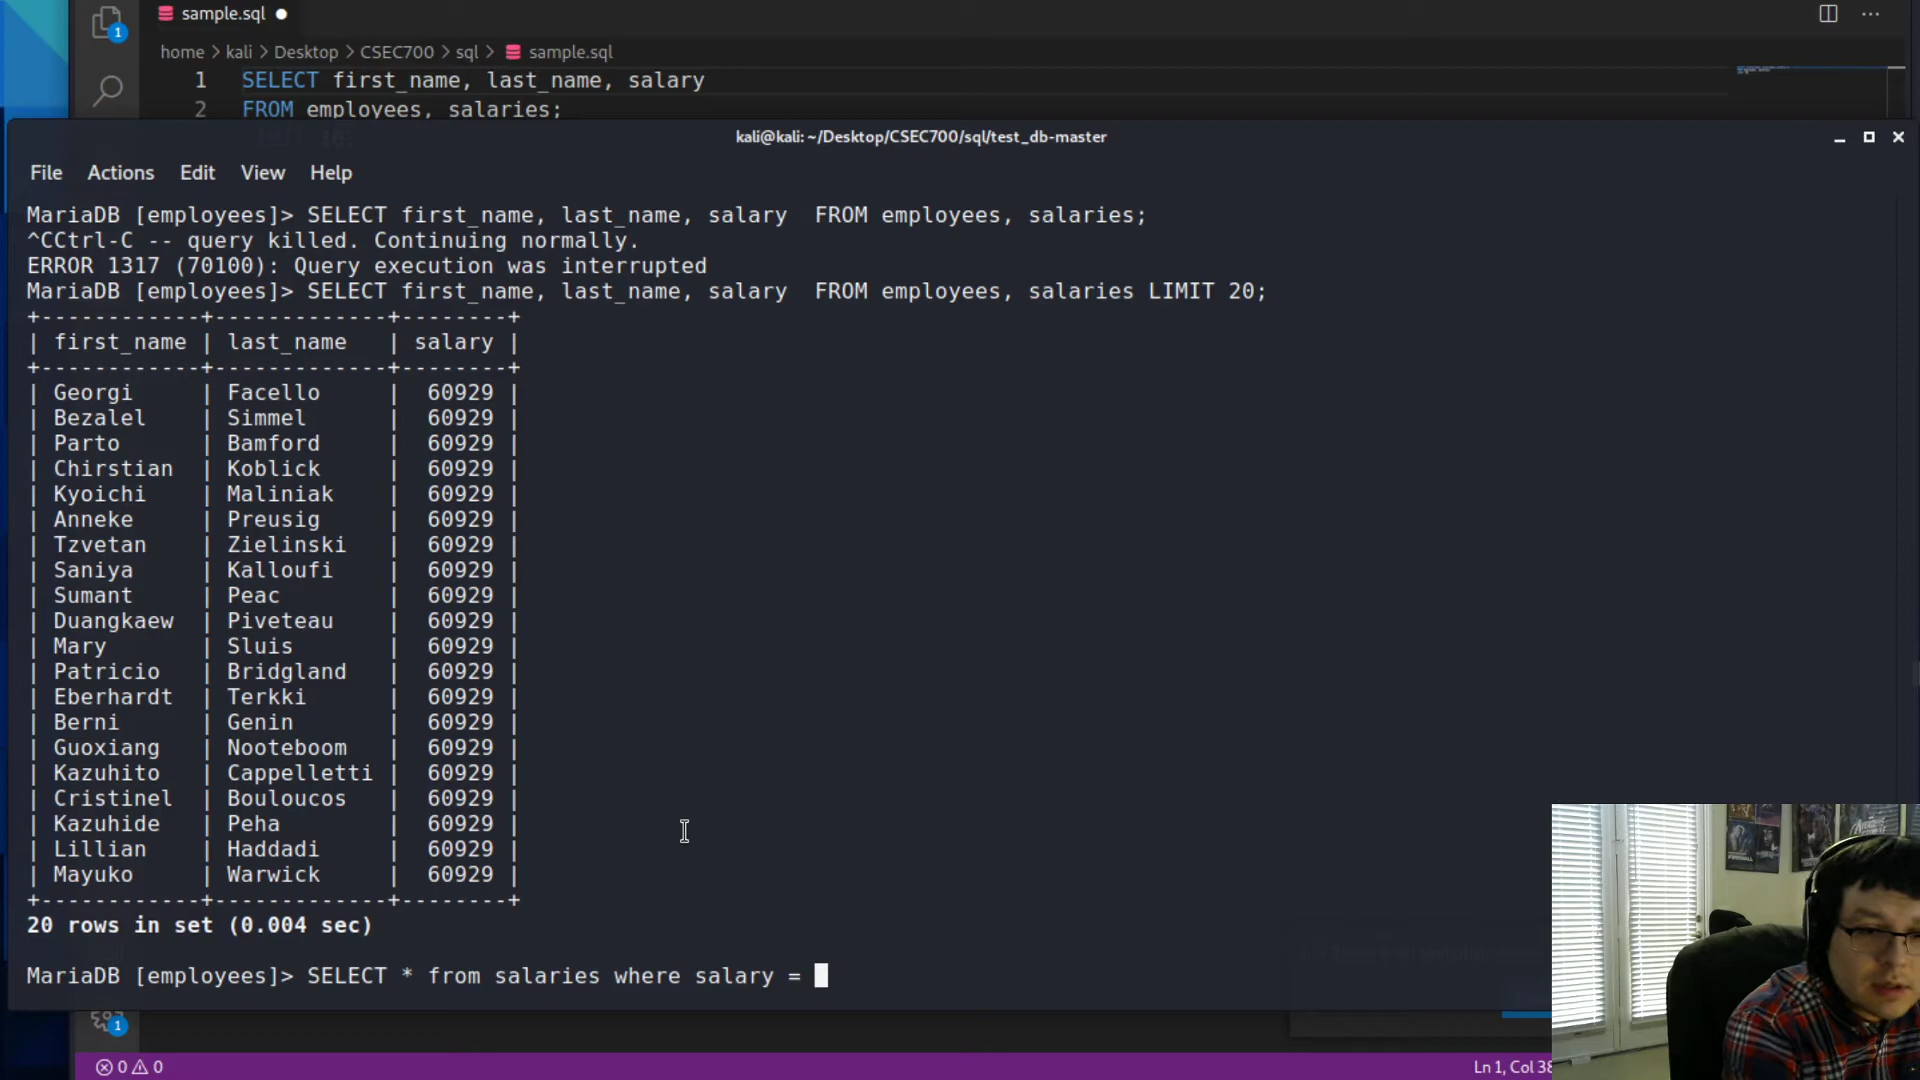 sample.sql
1
home > kali > Desktop > CSEC700 > sql > sample.sql
1 SELECT first_name, last_name, salary
2 FROM employees, salaries;
kali@kali: ~/Desktop/CSEC700/sql/test_db-master
File Actions Edit View Help
MariaDB [employees]> SELECT first_name, last_name, salary  FROM employees, salaries;
^CCtrl-C -- query killed. Continuing normally.
ERROR 1317 (70100): Query execution was interrupted
MariaDB [employees]> SELECT first_name, last_name, salary  FROM employees, salaries LIMIT 20;
+------------+-------------+--------+
| first_name | last_name   | salary |
+------------+-------------+--------+
| Georgi     | Facello     |  60929 |
| Bezalel    | Simmel      |  60929 |
| Parto      | Bamford     |  60929 |
| Chirstian  | Koblick     |  60929 |
| Kyoichi    | Maliniak    |  60929 |
| Anneke     | Preusig     |  60929 |
| Tzvetan    | Zielinski   |  60929 |
| Saniya     | Kalloufi    |  60929 |
| Sumant     | Peac        |  60929 |
| Duangkaew  | Piveteau    |  60929 |
| Mary       | Sluis       |  60929 |
| Patricio   | Bridgland   |  60929 |
| Eberhardt  | Terkki      |  60929 |
| Berni      | Genin       |  60929 |
| Guoxiang   | Nooteboom   |  60929 |
| Kazuhito   | Cappelletti |  60929 |
| Cristinel  | Bouloucos   |  60929 |
| Kazuhide   | Peha        |  60929 |
| Lillian    | Haddadi     |  60929 |
| Mayuko     | Warwick     |  60929 |
+------------+-------------+--------+
20 rows in set (0.004 sec)
MariaDB [employees]> SELECT * from salaries where salary =
1
0 0
Ln 1, Col 38